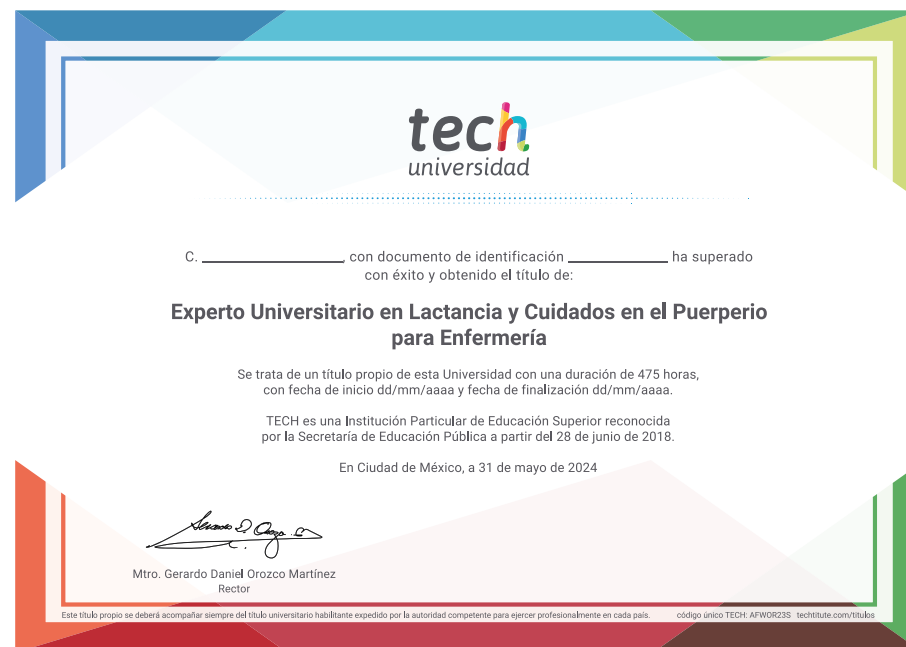 tech
universidad
C. ____________, con documento de identificación ____________ ha superado
con éxito y obtenido el título de:
Experto Universitario en Lactancia y Cuidados en el Puerperio
para Enfermería
Se trata de un título propio de esta Universidad con una duración de 475 horas,
con fecha de inicio dd/mm/aaaa y fecha de finalización dd/mm/aaaa.
TECH es una Institución Particular de Educación Superior reconocida
por la Secretaría de Educación Pública a partir del 28 de junio de 2018.
En Ciudad de México, a 31 de mayo de 2024
Mtro. Gerardo Daniel Orozco Martínez
Rector
Este título propio se deberá acompañar siempre del título universitario habilitante expedido por la autoridad competente para ejercer profesionalmente en cada país. código único TECH: AFWOR23S techtitute.com/titulos